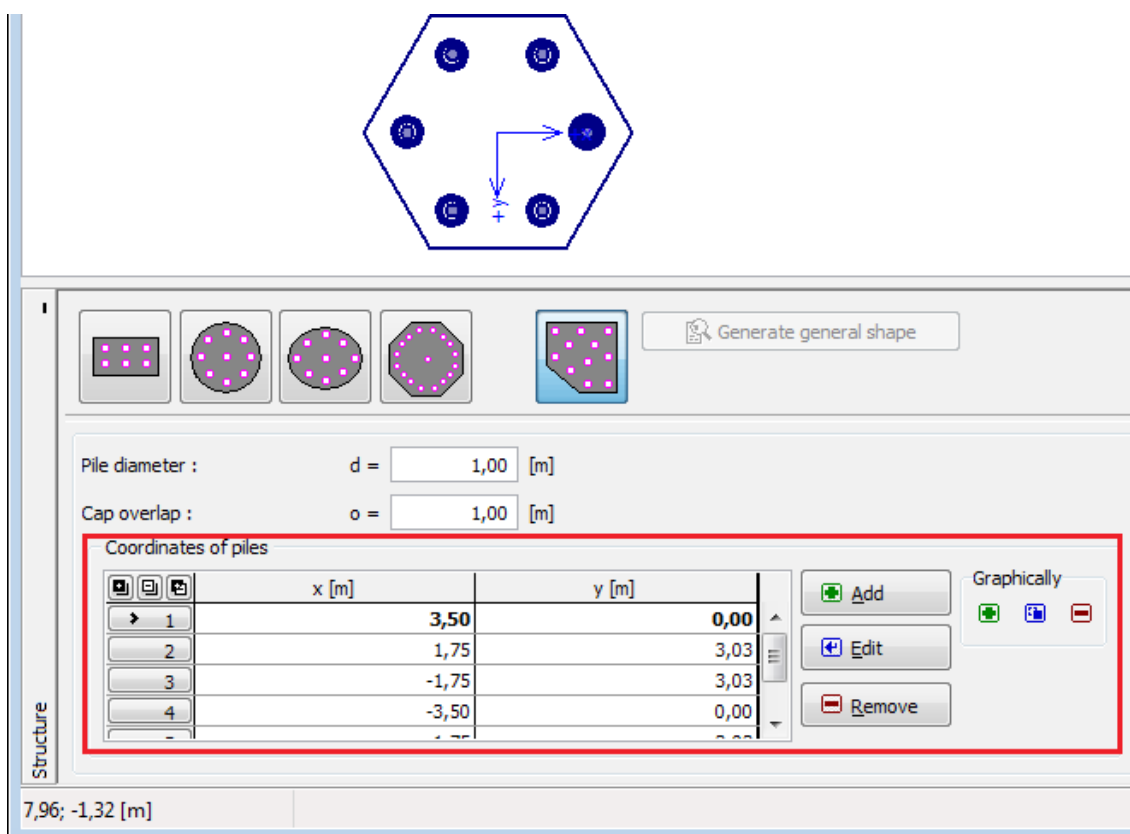 +y
Generate general shape
Pile diameter : d = 1,00 [m]
Cap overlap : o = 1,00 [m]
Coordinates of piles
x [m] y [m]
1 3,50 0,00
2 1,75 3,03
3 -1,75 3,03
4 -3,50 0,00
Add
Edit
Remove
Graphically
Structure
7,96; -1,32 [m]